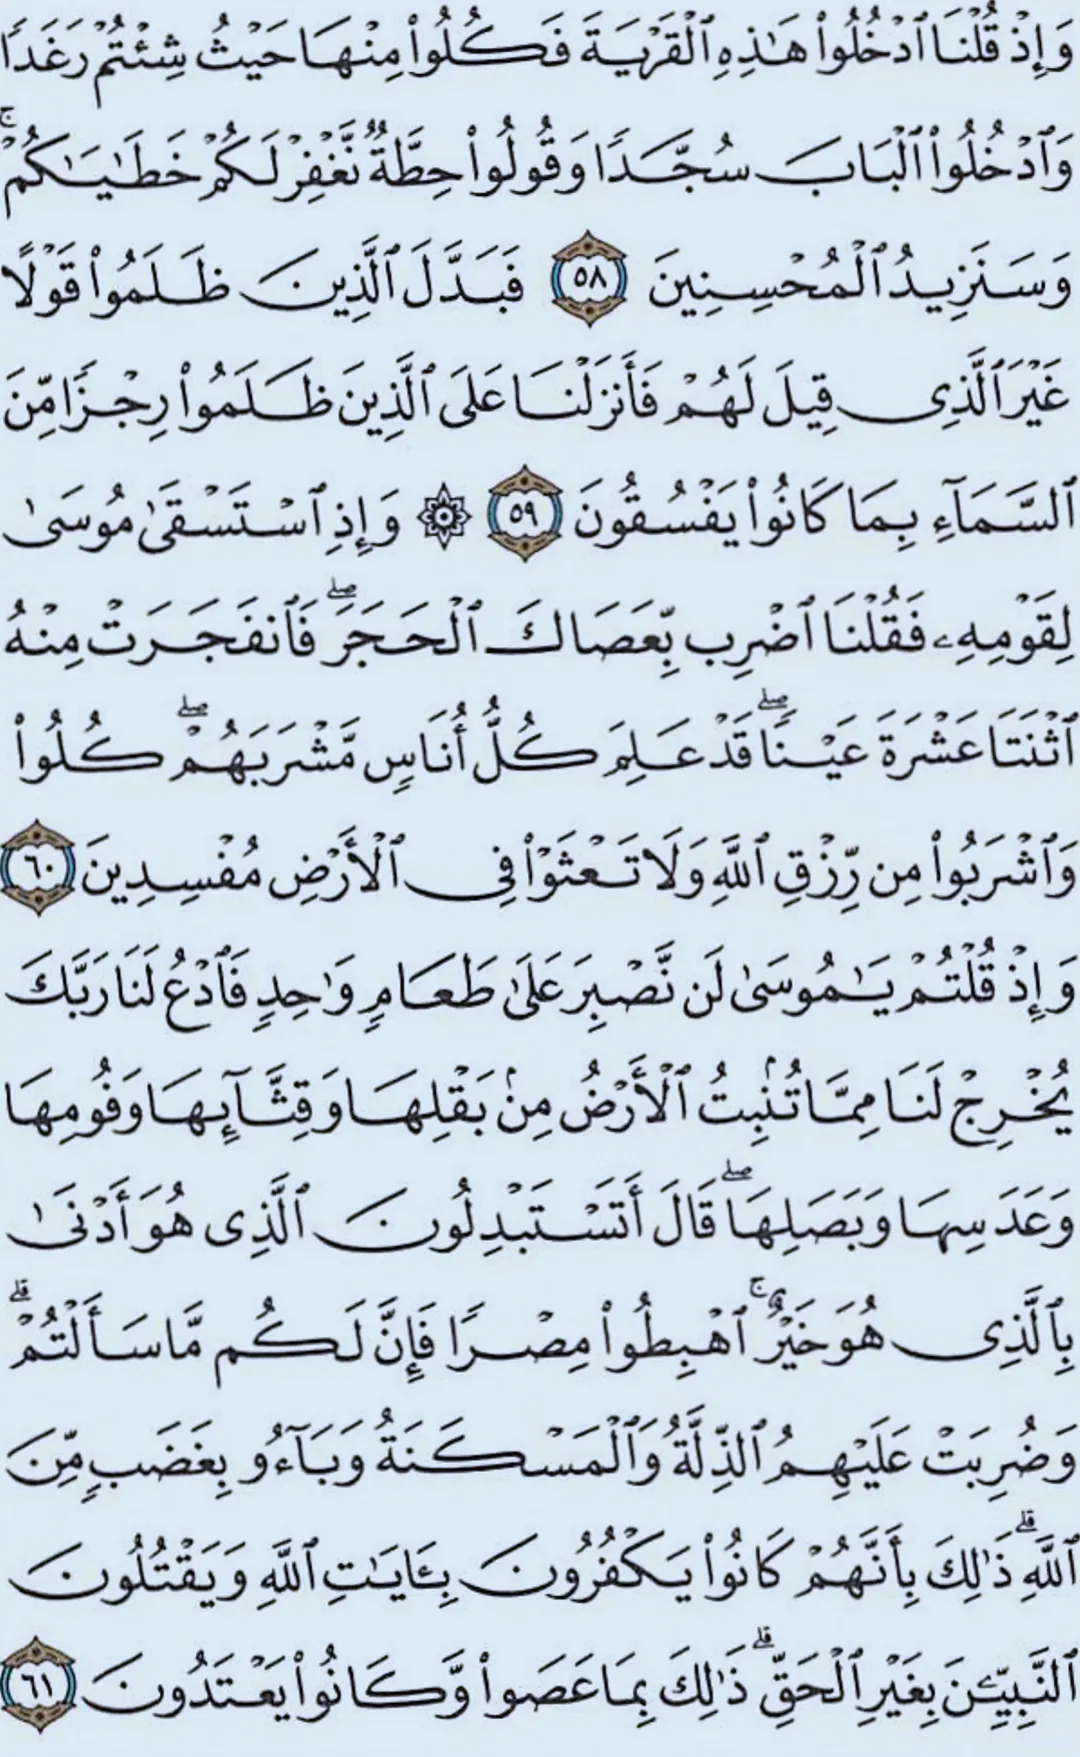 وَإِذْ قُلْنَا ٱدْخُلُوا۟ هَـٰذِهِ ٱلْقَرْيَةَ فَكُلُوا۟ مِنْهَا حَيْثُ شِئْتُمْ رَغَدًا
وَٱدْخُلُوا۟ ٱلْبَابَ سُجَّدًا وَقُولُوا۟ حِطَّةٌ نَّغْفِرْ لَكُمْ خَطَـٰيَـٰكُمْ ۚ
وَسَنَزِيدُ ٱلْمُحْسِنِينَ ٥٨ فَبَدَّلَ ٱلَّذِينَ ظَلَمُوا۟ قَوْلًا
غَيْرَ ٱلَّذِى قِيلَ لَهُمْ فَأَنزَلْنَا عَلَى ٱلَّذِينَ ظَلَمُوا۟ رِجْزًا مِّنَ
ٱلسَّمَآءِ بِمَا كَانُوا۟ يَفْسُقُونَ ٥٩ ۞ وَإِذِ ٱسْتَسْقَىٰ مُوسَىٰ
لِقَوْمِهِۦ فَقُلْنَا ٱضْرِب بِّعَصَاكَ ٱلْحَجَرَ ۖ فَٱنفَجَرَتْ مِنْهُ
ٱثْنَتَا عَشْرَةَ عَيْنًا ۖ قَدْ عَلِمَ كُلُّ أُنَاسٍ مَّشْرَبَهُمْ ۖ كُلُوا۟
وَٱشْرَبُوا۟ مِن رِّزْقِ ٱللَّهِ وَلَا تَعْثَوْا۟ فِى ٱلْأَرْضِ مُفْسِدِينَ ٦٠
وَإِذْ قُلْتُمْ يَـٰمُوسَىٰ لَن نَّصْبِرَ عَلَىٰ طَعَامٍ وَٰحِدٍ فَٱدْعُ لَنَا رَبَّكَ
يُخْرِجْ لَنَا مِمَّا تُنۢبِتُ ٱلْأَرْضُ مِنۢ بَقْلِهَا وَقِثَّآئِهَا وَفُومِهَا
وَعَدَسِهَا وَبَصَلِهَا ۖ قَالَ أَتَسْتَبْدِلُونَ ٱلَّذِى هُوَ أَدْنَىٰ
بِٱلَّذِى هُوَ خَيْرٌ ۚ ٱهْبِطُوا۟ مِصْرًا فَإِنَّ لَكُم مَّا سَأَلْتُمْ ۗ
وَضُرِبَتْ عَلَيْهِمُ ٱلذِّلَّةُ وَٱلْمَسْكَنَةُ وَبَآءُو بِغَضَبٍ مِّنَ
ٱللَّهِ ۗ ذَٰلِكَ بِأَنَّهُمْ كَانُوا۟ يَكْفُرُونَ بِـَٔايَـٰتِ ٱللَّهِ وَيَقْتُلُونَ
ٱلنَّبِيِّـۧنَ بِغَيْرِ ٱلْحَقِّ ۗ ذَٰلِكَ بِمَا عَصَوا۟ وَّكَانُوا۟ يَعْتَدُونَ ٦١